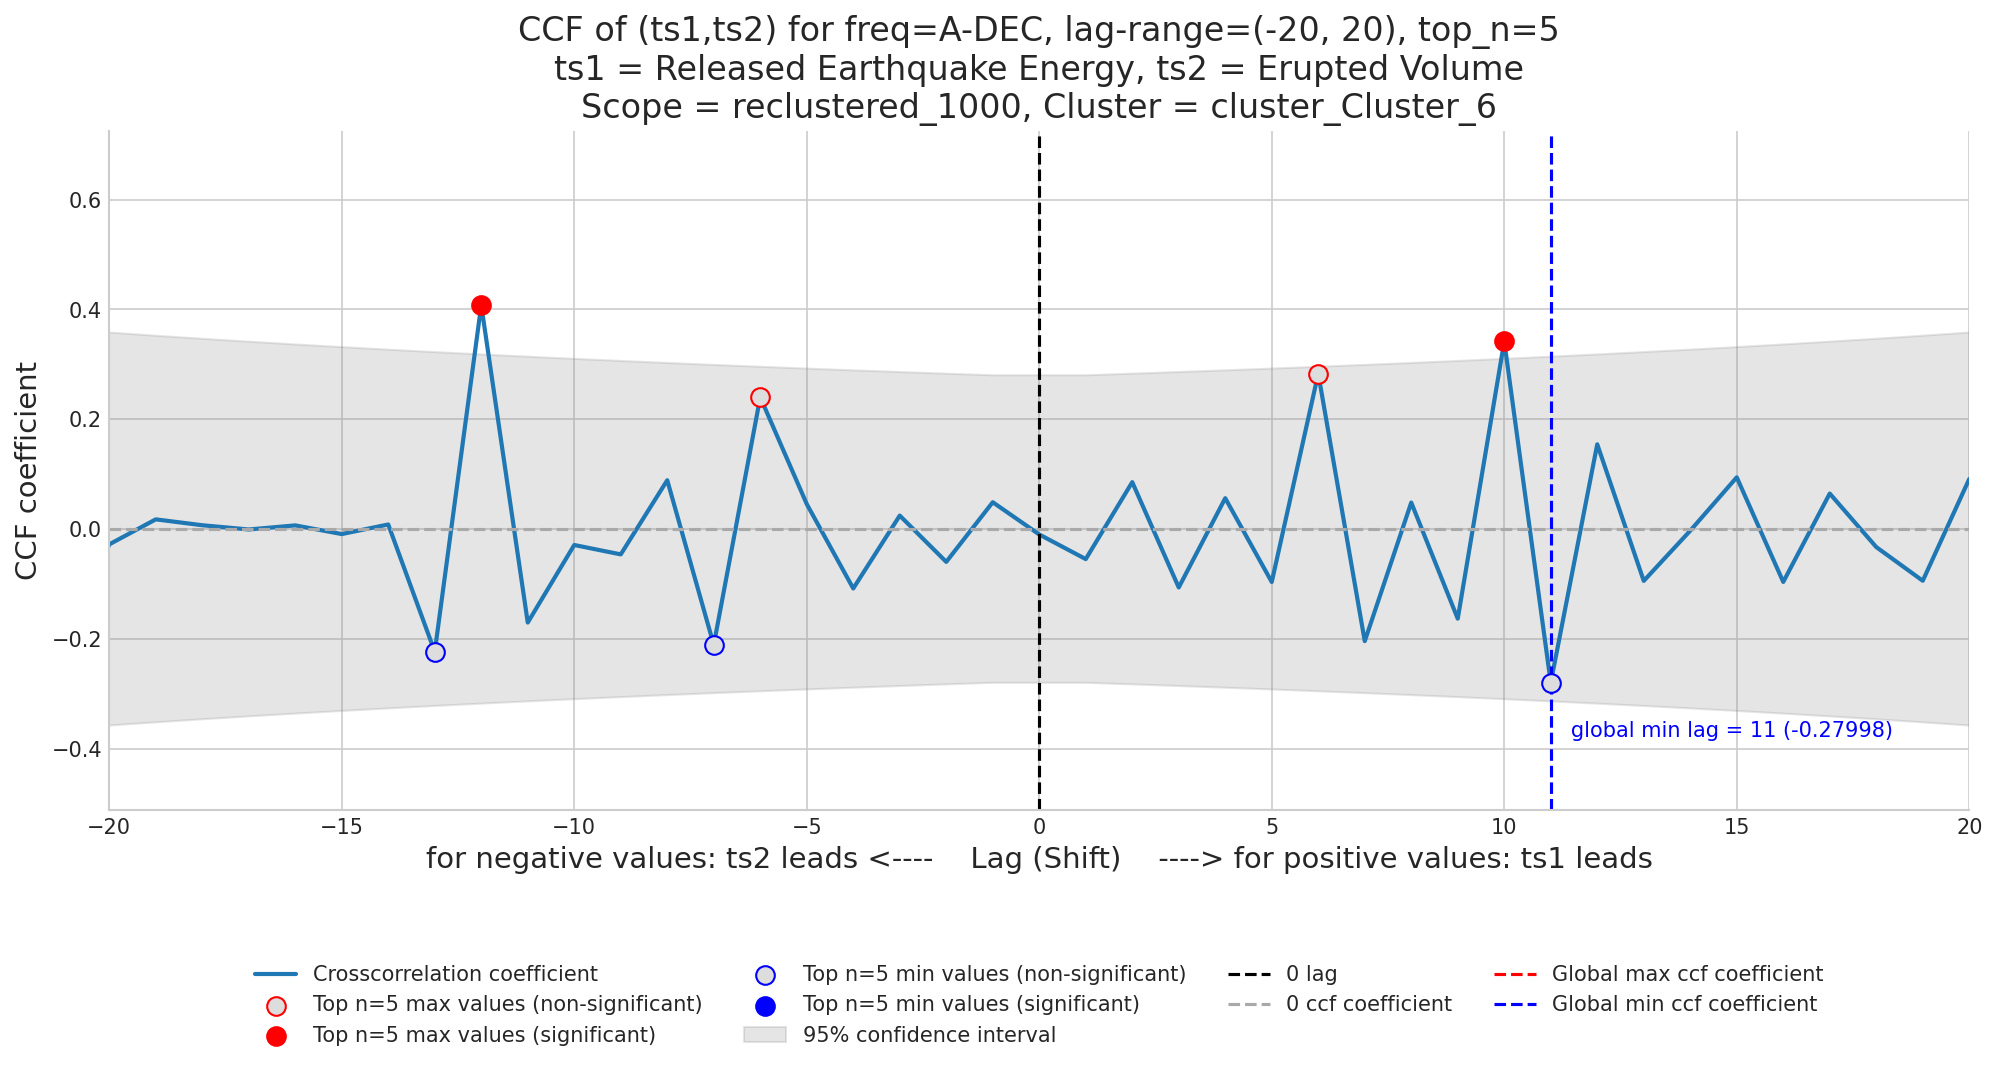 CCF of (ts1,ts2) for freq=A-DEC, lag-range=(-20, 20), top_n=5
ts1 = Released Earthquake Energy, ts2 = Erupted Volume
Scope = reclustered_1000, Cluster = cluster_Cluster_6
CCF coefficient
0.6
0.4
0.2
0.0
−0.2
−0.4
global min lag = 11 (-0.27998)
−20 −15 −10 −5 0 5 10 15 20
for negative values: ts2 leads <---- Lag (Shift) ----> for positive values: ts1 leads
Crosscorrelation coefficient
Top n=5 max values (non-significant)
Top n=5 max values (significant)
Top n=5 min values (non-significant)
Top n=5 min values (significant)
95% confidence interval
0 lag
0 ccf coefficient
Global max ccf coefficient
Global min ccf coefficient